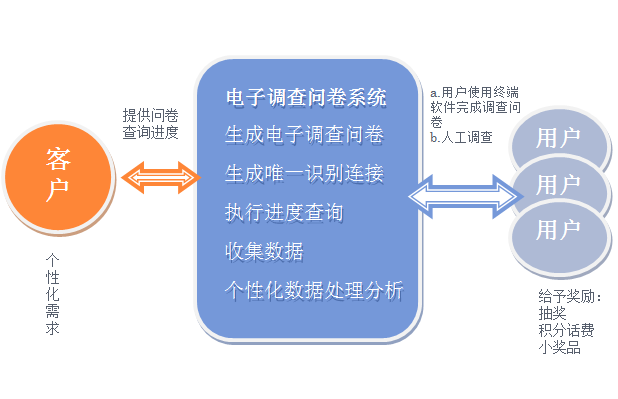 客
户
个
性
化
需
求
提供问卷
查询进度
电子调查问卷系统
生成电子调查问卷
生成唯一识别连接
执行进度查询
收集数据
个性化数据处理分析
a.用户使用终端
软件完成调查问
卷
b.人工调查
用户
用户
用户
给予奖励：
抽奖
积分话费
小奖品